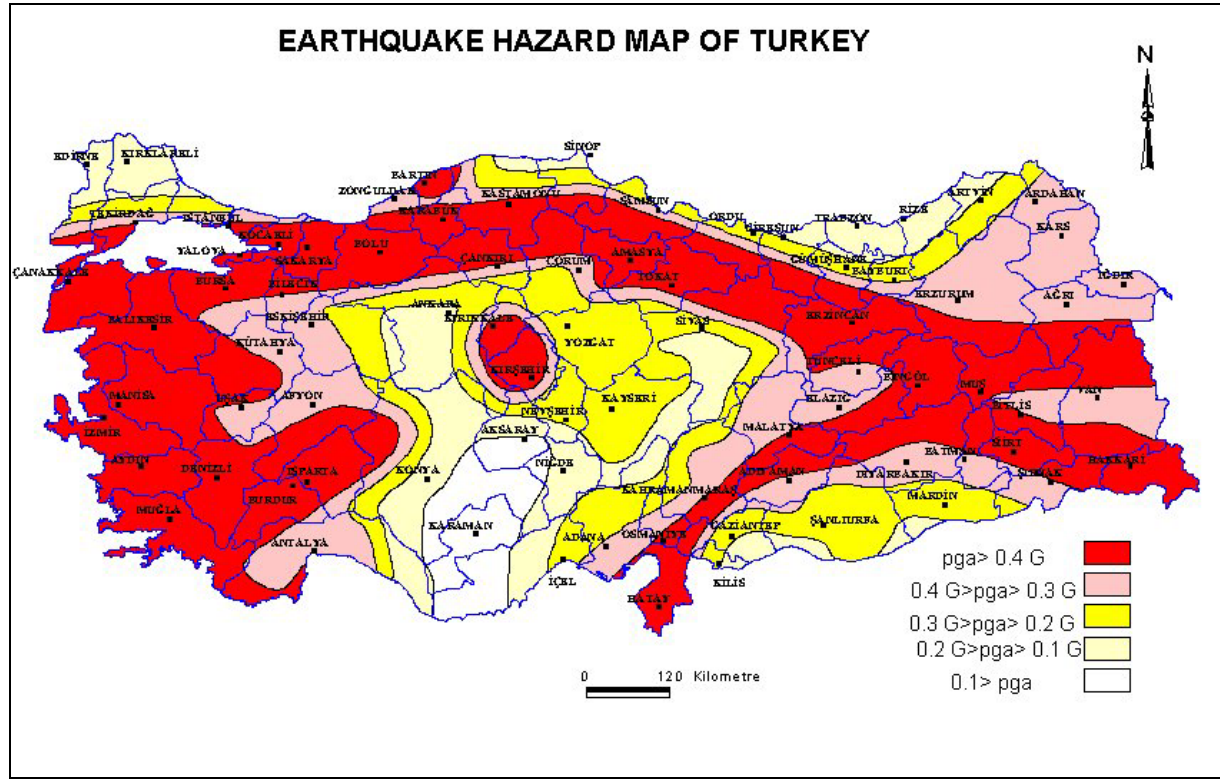 EARTHQUAKE HAZARD MAP OF TURKEY
N
SİNOP
EDİRNE
KIRKLARELİ
BARTIN
ZONGULDAK
KASTAMONU
ARTVİN
ARDAHAN
TEKİRDAĞ
İSTANBUL
KARABÜK
SAMSUN
ORDU
GİRESUN
TRABZON
RİZE
KARS
KOCAELİ
YALOVA
SAKARYA
BOLU
ÇANKIRI
ÇORUM
AMASYA
TOKAT
GÜMÜŞHANE
BAYBURT
ÇANAKKALE
BURSA
BİLECİK
ERZURUM
AĞRI
IĞDIR
BALIKESİR
ESKİŞEHİR
ANKARA
KIRIKKALE
YOZGAT
SİVAS
ERZİNCAN
KÜTAHYA
KIRŞEHİR
TUNCELİ
BİNGÖL
MUŞ
VAN
MANİSA
UŞAK
AFYON
NEVŞEHİR
KAYSERİ
ELAZIĞ
BİTLİS
İZMİR
AKSARAY
MALATYA
AYDIN
DENİZLİ
ISPARTA
KONYA
NİĞDE
ADIYAMAN
DİYARBAKIR
BATMAN
SİİRT
ŞIRNAK
HAKKARİ
BURDUR
KAHRAMANMARAŞ
MARDİN
MUĞLA
KARAMAN
GAZİANTEP
ŞANLIURFA
ANTALYA
ADANA
OSMANİYE
İÇEL
KİLİS
HATAY
pga> 0.4 G
0.4 G>pga> 0.3 G
0.3 G>pga> 0.2 G
0.2 G>pga> 0.1 G
0.1> pga
0 120 Kilometre